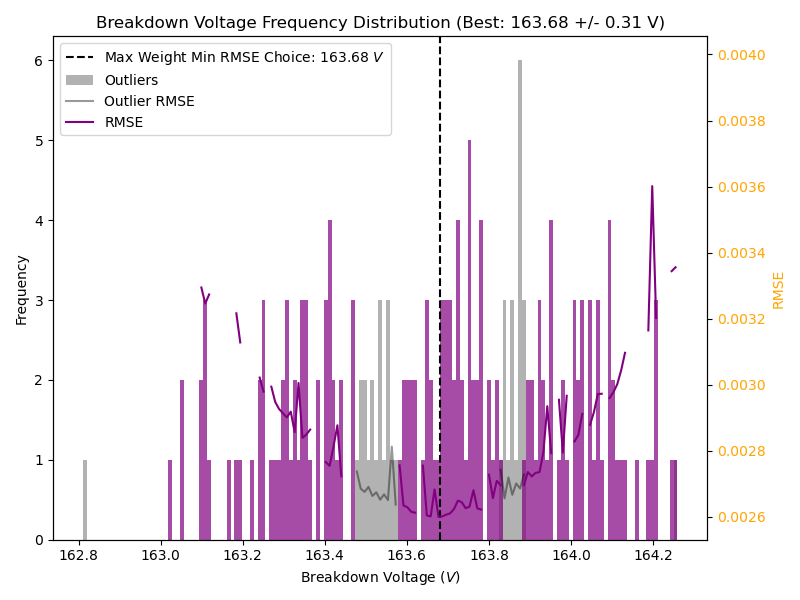 Breakdown Voltage Frequency Distribution (Best: 163.68 +/- 0.31 V)
Max Weight Min RMSE Choice: 163.68 V
Outliers
Outlier RMSE
RMSE
Frequency
6
5
4
3
2
1
0
0.0040
0.0038
0.0036
0.0034
0.0032
0.0030
0.0028
0.0026
RMSE
162.8 163.0 163.2 163.4 163.6 163.8 164.0 164.2
Breakdown Voltage (V)